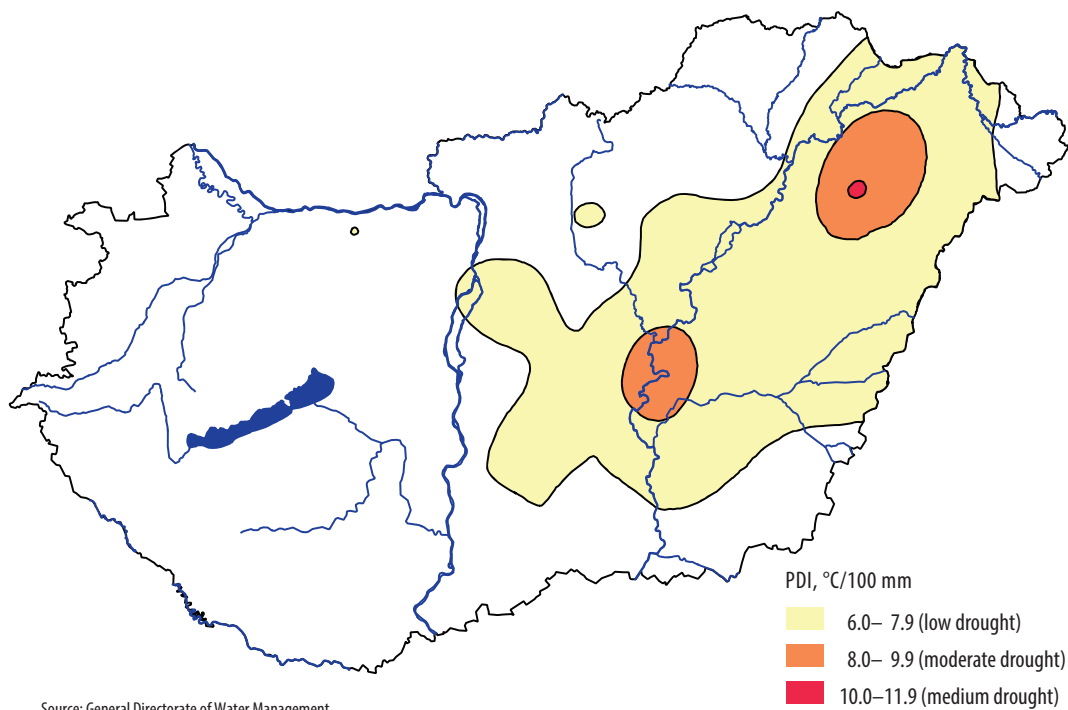 PDI, °C/100 mm
6.0– 7.9 (low drought)
8.0– 9.9 (moderate drought)
10.0–11.9 (medium drought)
Source: General Directorate of Water Management